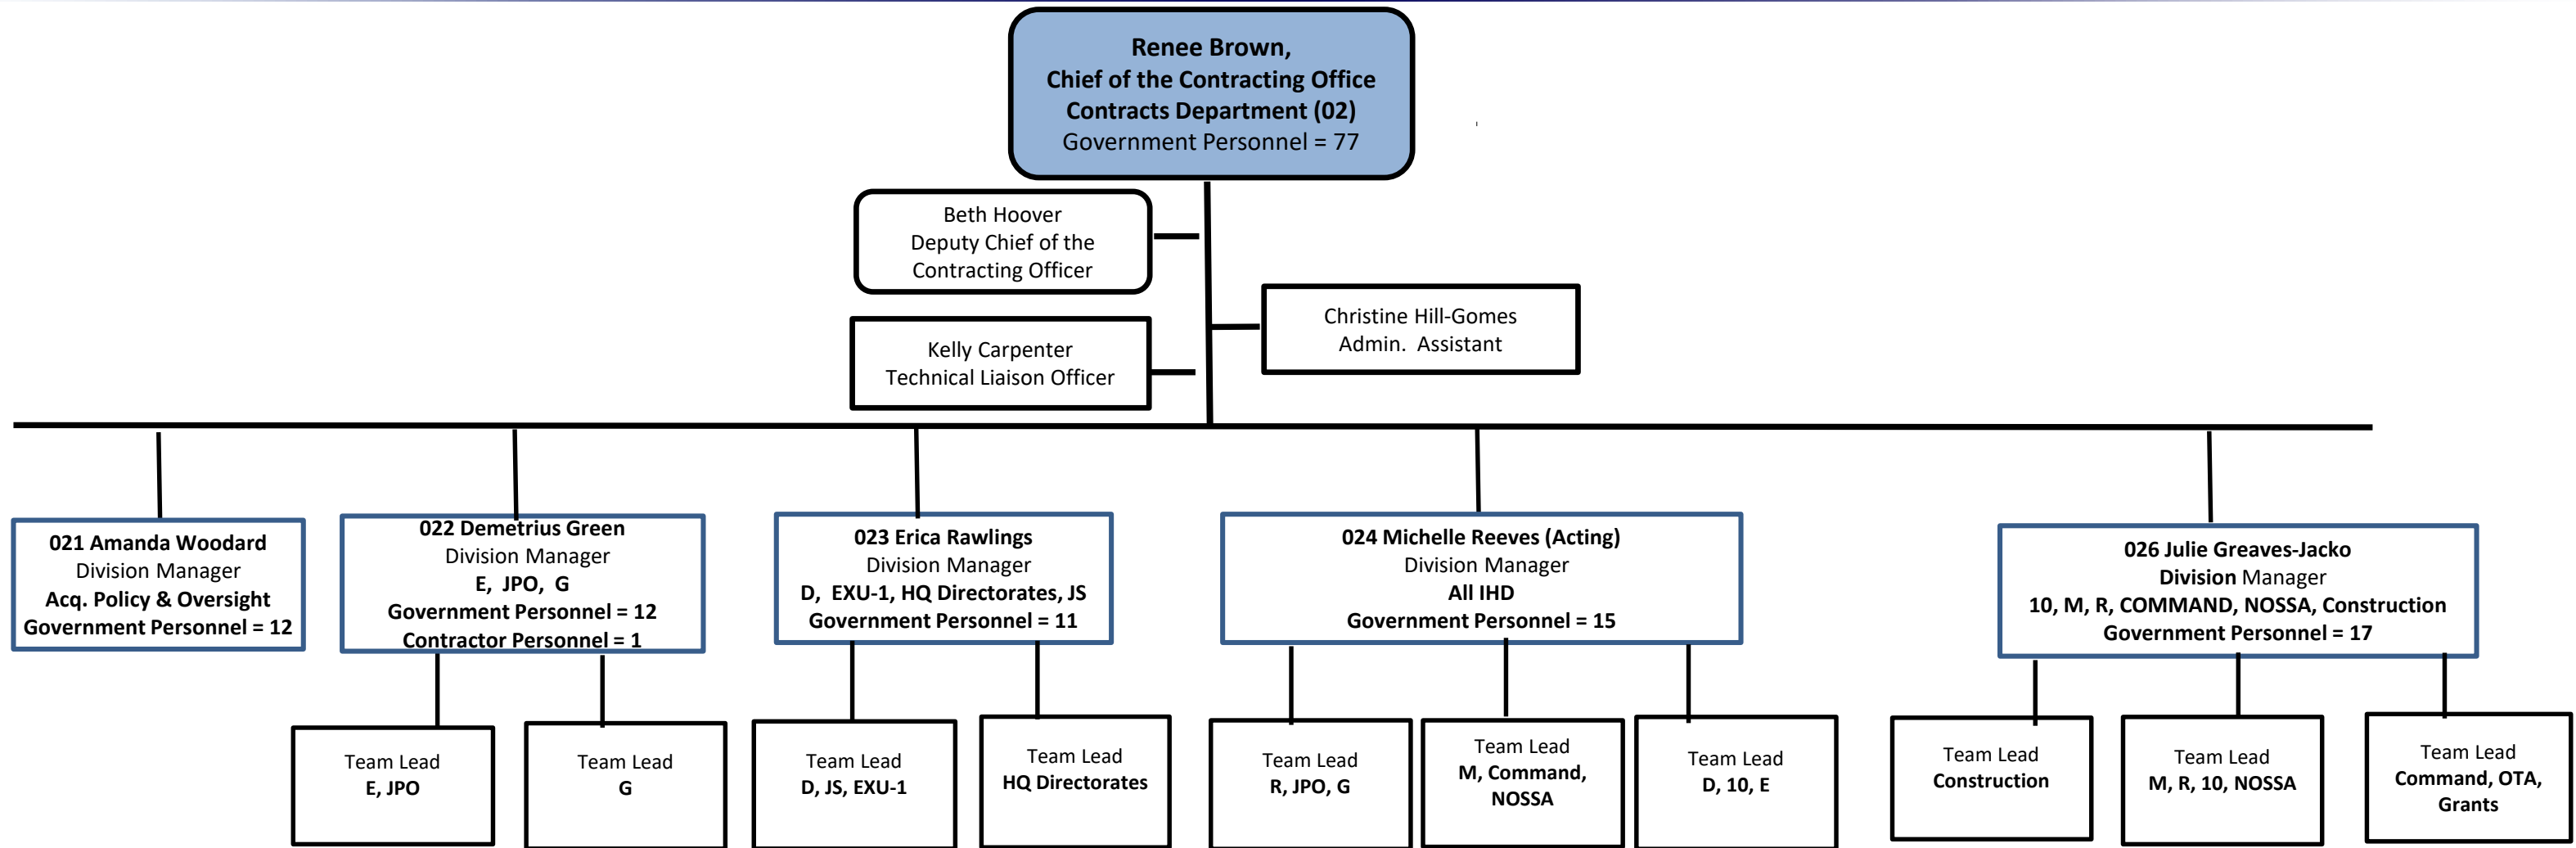 Renee Brown,
Chief of the Contracting Office
Contracts Department (02)
Government Personnel = 77
Beth Hoover
Deputy Chief of the
Contracting Officer
Christine Hill-Gomes
Admin. Assistant
Kelly Carpenter
Technical Liaison Officer
021 Amanda Woodard
Division Manager
Acq. Policy & Oversight
Government Personnel = 12
022 Demetrius Green
Division Manager
E, JPO, G
Government Personnel = 12
Contractor Personnel = 1
023 Erica Rawlings
Division Manager
D, EXU-1, HQ Directorates, JS
Government Personnel = 11
024 Michelle Reeves (Acting)
Division Manager
All IHD
Government Personnel = 15
026 Julie Greaves-Jacko
Division Manager
10, M, R, COMMAND, NOSSA, Construction
Government Personnel = 17
Team Lead
E, JPO
Team Lead
G
Team Lead
D, JS, EXU-1
Team Lead
HQ Directorates
Team Lead
R, JPO, G
Team Lead
M, Command,
NOSSA
Team Lead
D, 10, E
Team Lead
Construction
Team Lead
M, R, 10, NOSSA
Team Lead
Command, OTA,
Grants